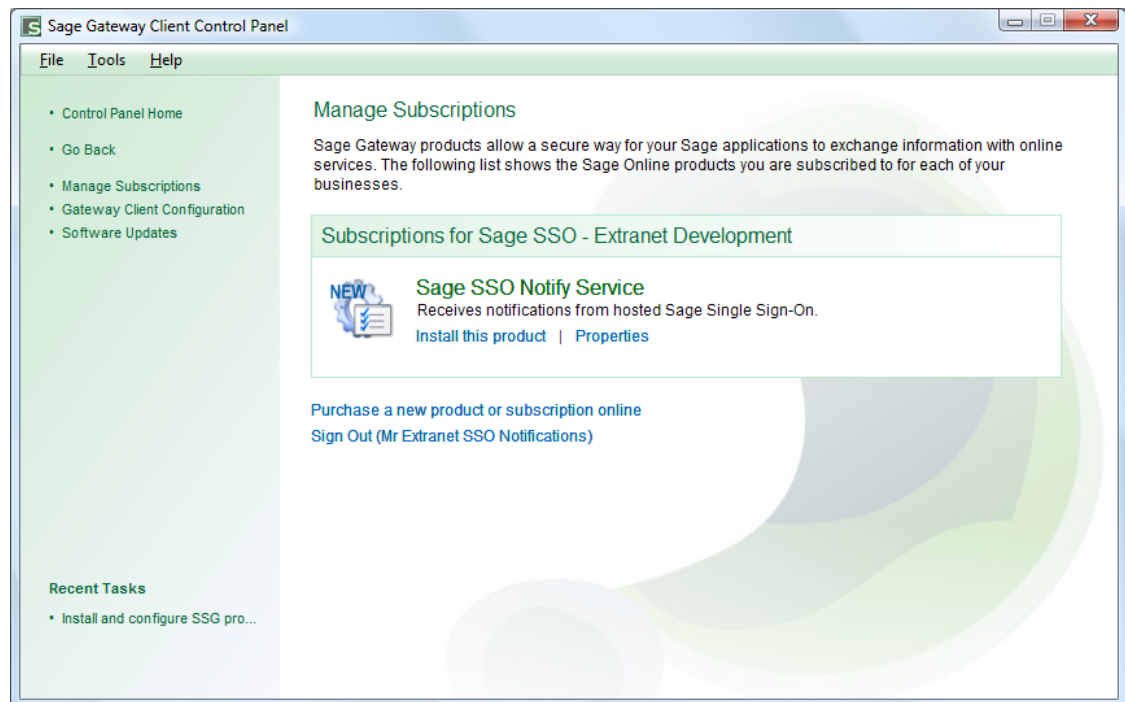 Sage Gateway Client Control Panel
File Tools Help
• Control Panel Home
• Go Back
• Manage Subscriptions
• Gateway Client Configuration
• Software Updates
Manage Subscriptions
Sage Gateway products allow a secure way for your Sage applications to exchange information with online
services. The following list shows the Sage Online products you are subscribed to for each of your
businesses.
Subscriptions for Sage SSO - Extranet Development
NEW
Sage SSO Notify Service
Receives notifications from hosted Sage Single Sign-On.
Install this product | Properties
Purchase a new product or subscription online
Sign Out (Mr Extranet SSO Notifications)
Recent Tasks
• Install and configure SSG pro...